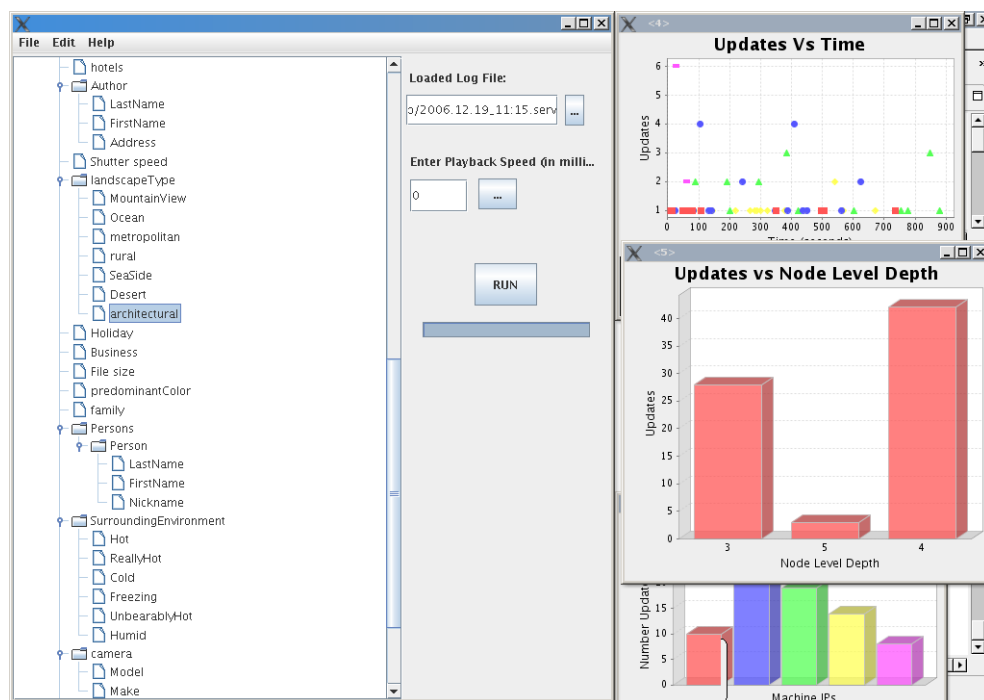 File Edit Help
hotels
Author
LastName
FirstName
Address
Shutter speed
landscapeType
MountainView
Ocean
metropolitan
rural
SeaSide
Desert
architectural
Holiday
Business
File size
predominantColor
family
Persons
Person
LastName
FirstName
Nickname
SurroundingEnvironment
Hot
ReallyHot
Cold
Freezing
UnbearablyHot
Humid
camera
Model
Make
Loaded Log File:
/2006.12.19_11:15.serv
...
Enter Playback Speed (in milli...
0
...
RUN
<4>
Updates Vs Time
Updates
6
5
4
3
2
1
0 100 200 300 400 500 600 700 800 900
Time (seconds)
<5>
Updates vs Node Level Depth
Updates
40
35
30
25
20
15
10
5
0
3 5 4
Node Level Depth
Number Updates
15
10
5
0
Machine IPs